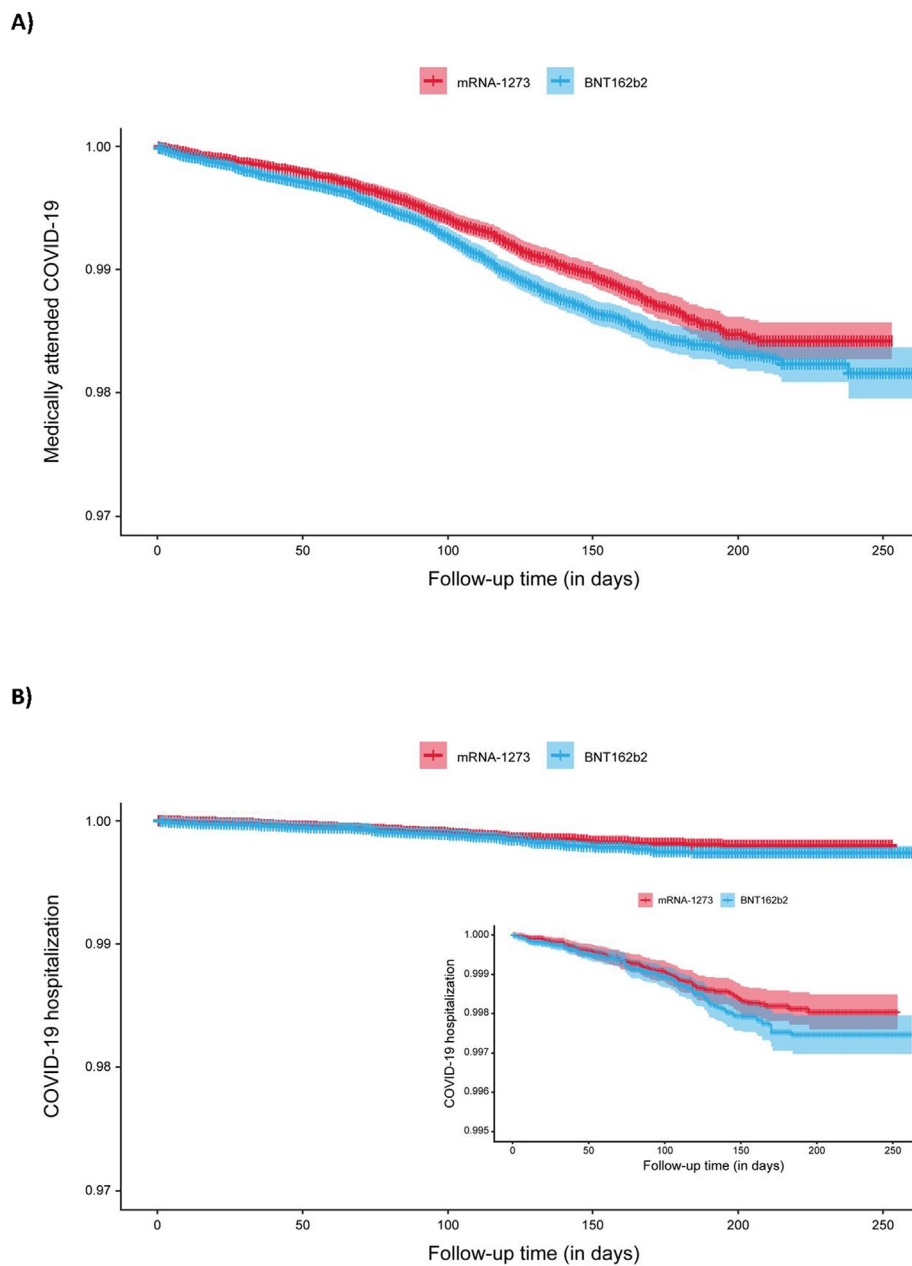 A)
mRNA-1273 BNT162b2
1.00
0.99
0.98
0.97
Medically attended COVID-19
0 50 100 150 200 250
Follow-up time (in days)
B)
mRNA-1273 BNT162b2
1.00
0.99
0.98
0.97
COVID-19 hospitalization
mRNA-1273 BNT162b2
1.000
0.999
0.998
0.997
0.996
0.995
COVID-19 hospitalization
0 50 100 150 200 250
Follow-up time (in days)
0 50 100 150 200 250
Follow-up time (in days)